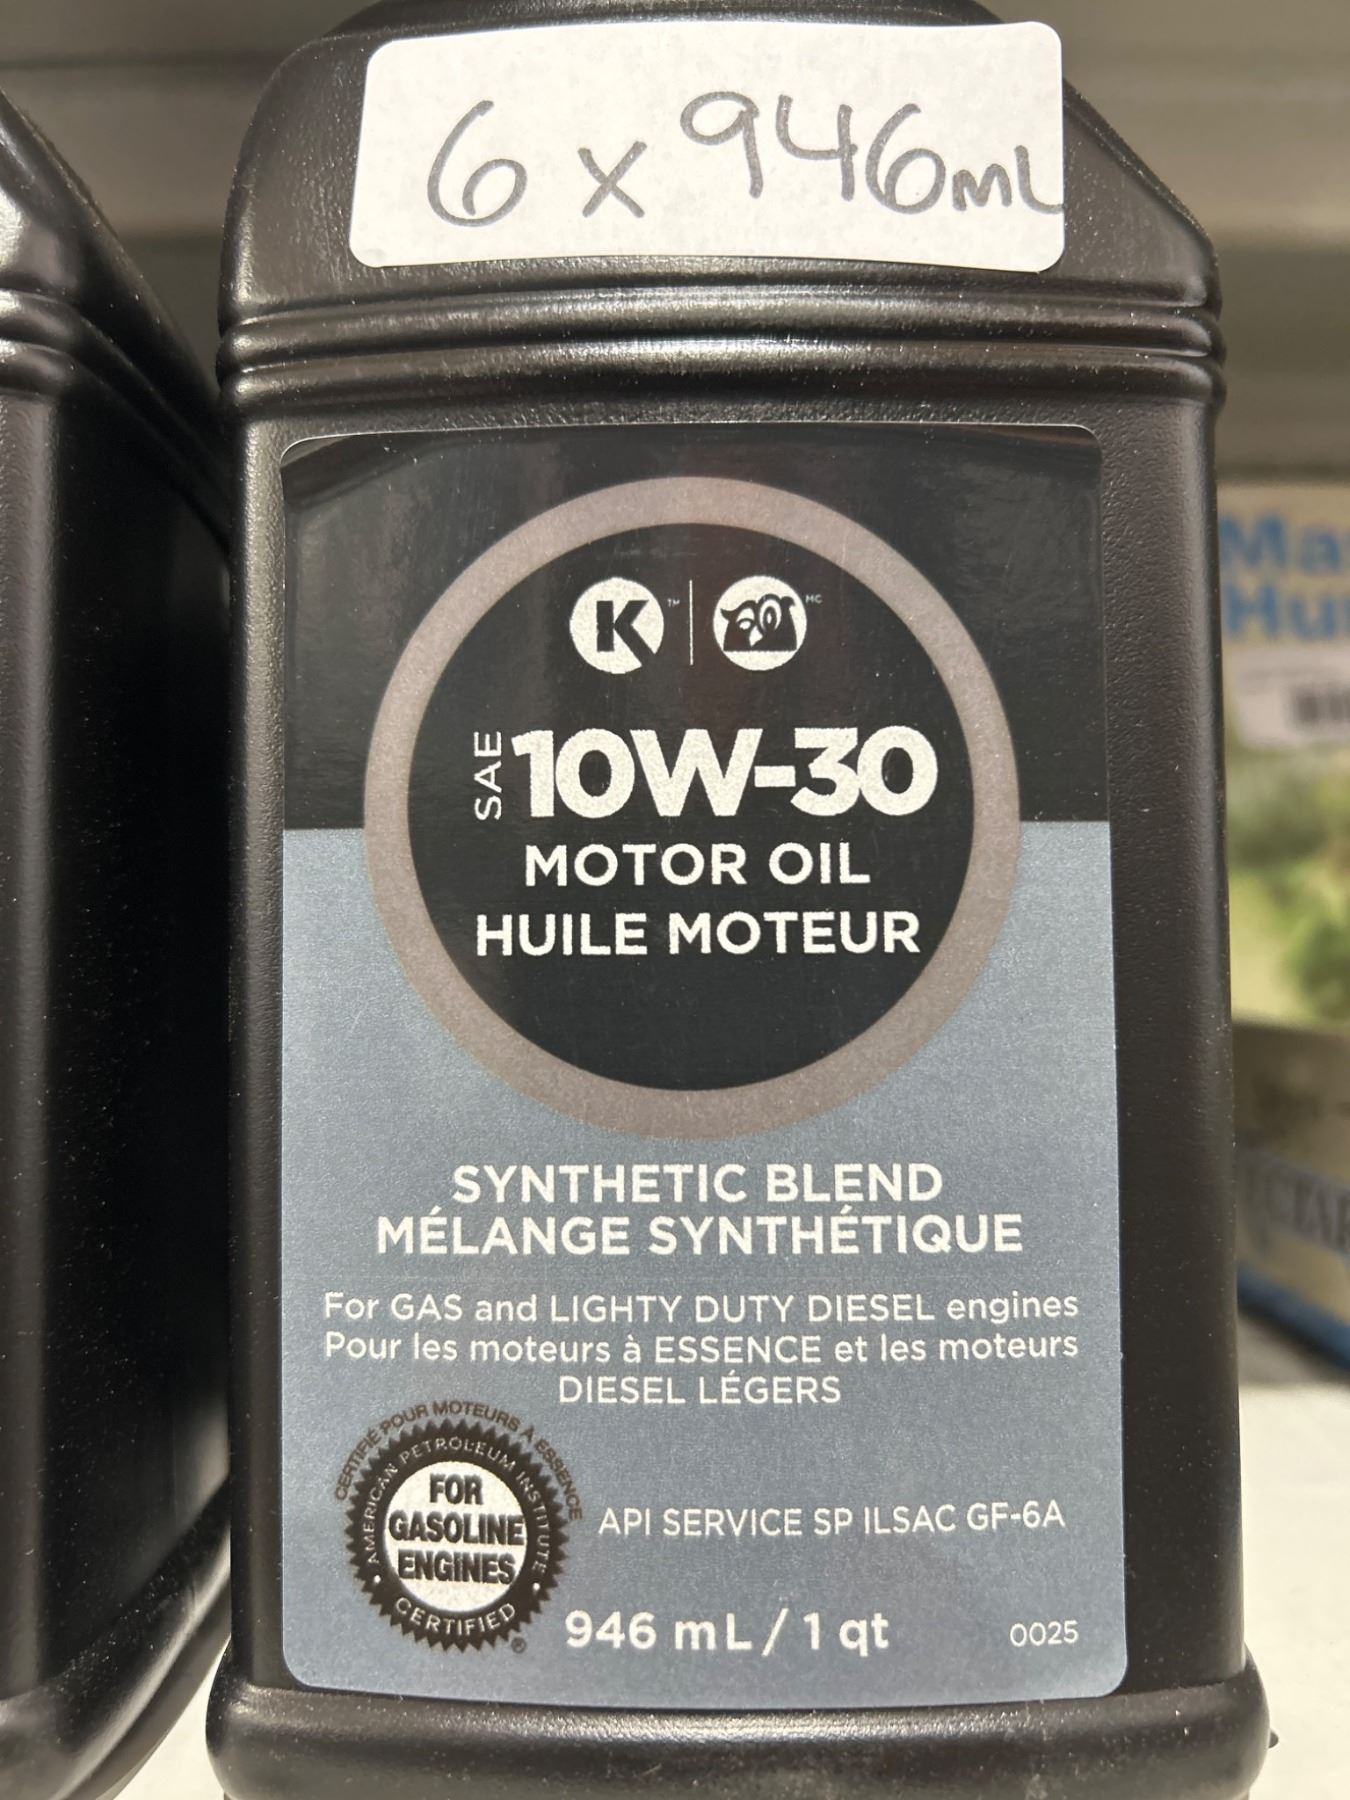 6 x 946mL
K ™ MC
SAE 10W-30
MOTOR OIL
HUILE MOTEUR
SYNTHETIC BLEND
MÉLANGE SYNTHÉTIQUE
For GAS and LIGHTY DUTY DIESEL engines
Pour les moteurs à ESSENCE et les moteurs
DIESEL LÉGERS
CERTIFIÉ POUR MOTEURS À ESSENCE
AMERICAN PETROLEUM INSTITUTE
FOR
GASOLINE
ENGINES
CERTIFIED ®
API SERVICE SP ILSAC GF-6A
946 mL / 1 qt
0025